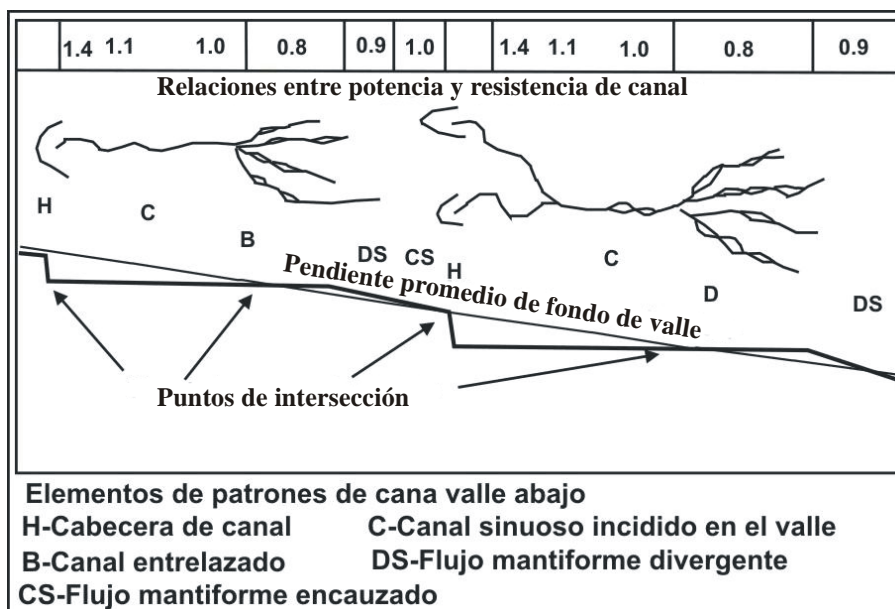 1.4 1.1 1.0 0.8 0.9 1.0 1.4 1.1 1.0 0.8 0.9
Relaciones entre potencia y resistencia de canal
H C B DS CS H C D DS
Pendiente promedio de fondo de valle
Puntos de intersección
Elementos de patrones de cana valle abajo
H-Cabecera de canal C-Canal sinuoso incidido en el valle
B-Canal entrelazado DS-Flujo mantiforme divergente
CS-Flujo mantiforme encauzado